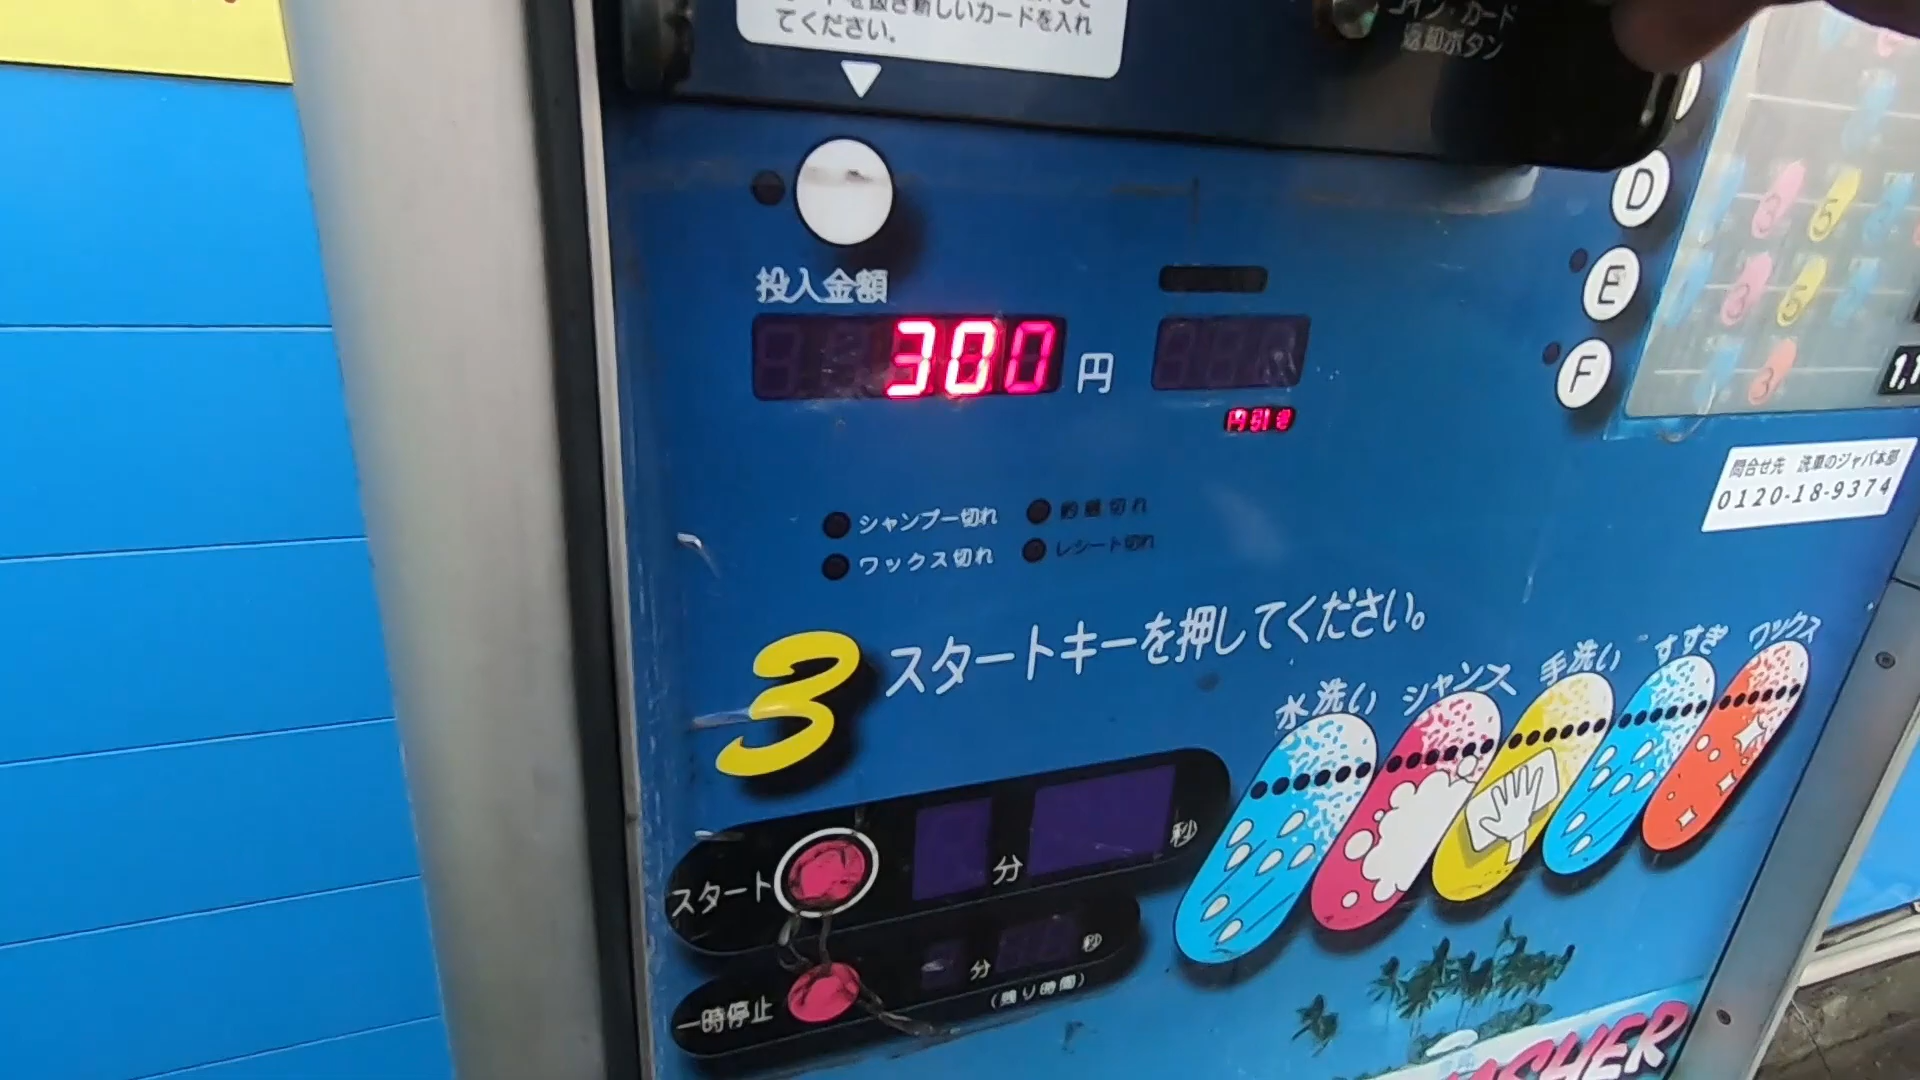 を抜き新しいカードを入れ
てください。
コイン・カード
返却ボタン
D
投入金額
E
300 円
F
円引き
1,1
問合せ先 洗車のジャバ本部
0120-18-9374
シャンプー切れ
ワックス切れ
レシート切れ
3 スタートキーを押してください。
水洗い シャンプー 手洗い すすぎ ワックス
スタート 分 秒
一時停止 分 秒
(残り時間)
ASHER